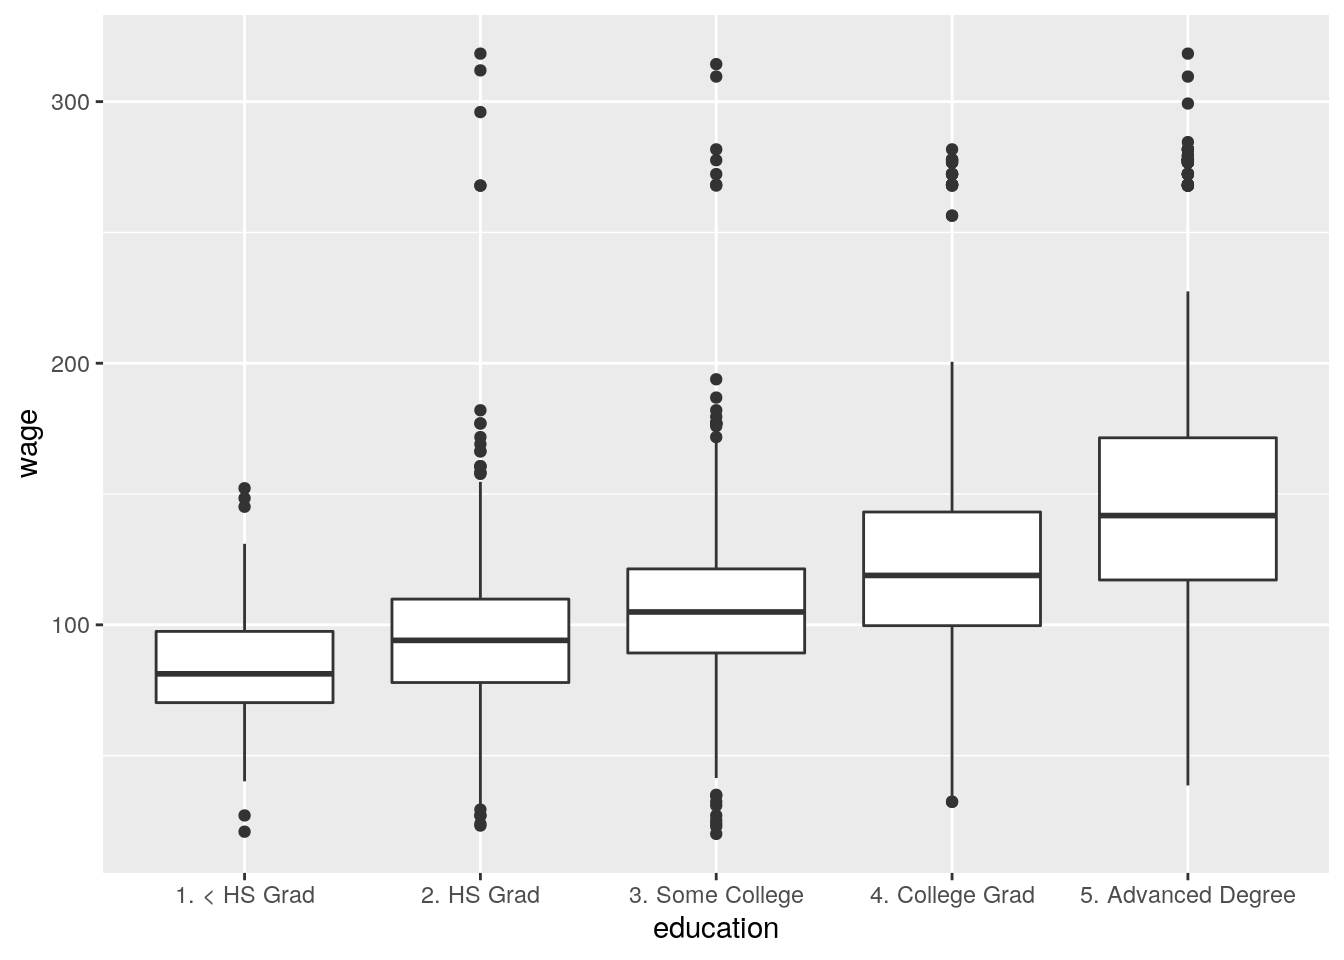 300
200
100
wage
1. < HS Grad
2. HS Grad
3. Some College
4. College Grad
5. Advanced Degree
education